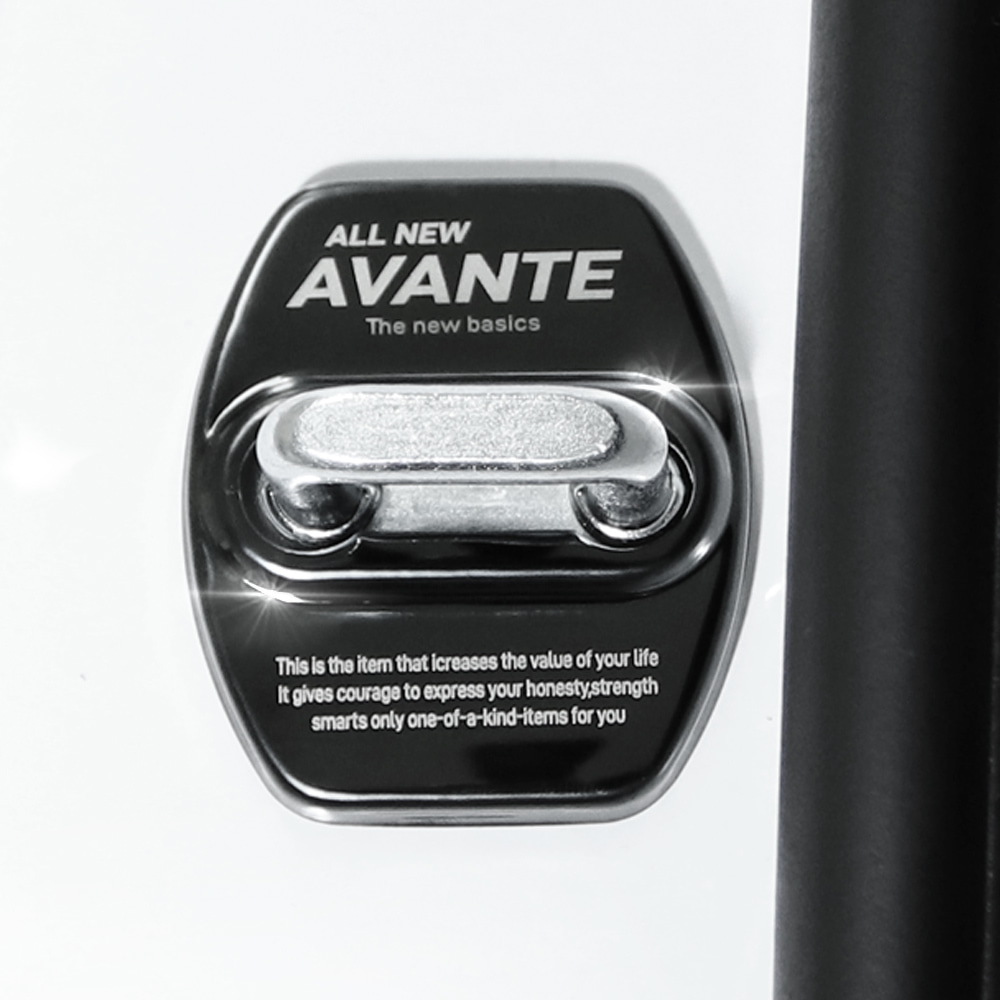 ALL NEW
AVANTE
The new basics
This is the item that icreases the value of your life
It gives courage to express your honesty,strength
smarts only one-of-a-kind-items for you